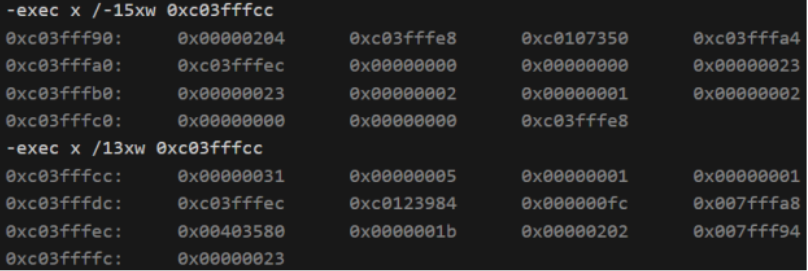 -exec x /-15xw 0xc03fffcc
0xc03fff90: 0x00000204 0xc03fffe8 0xc0107350 0xc03fffa4
0xc03fffa0: 0xc03fffec 0x00000000 0x00000000 0x00000023
0xc03fffb0: 0x00000023 0x00000002 0x00000001 0x00000002
0xc03fffc0: 0x00000000 0x00000000 0xc03fffe8
-exec x /13xw 0xc03fffcc
0xc03fffcc: 0x00000031 0x00000005 0x00000001 0x00000001
0xc03fffdc: 0xc03fffec 0xc0123984 0x000000fc 0x007fffa8
0xc03fffec: 0x00403580 0x0000001b 0x00000202 0x007fff94
0xc03ffffc: 0x00000023